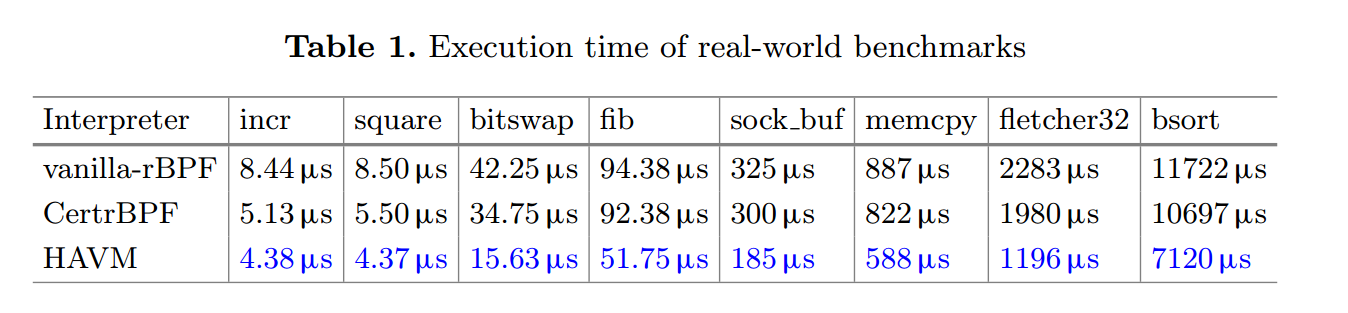 Table 1. Execution time of real-world benchmarks
Interpreter incr square bitswap fib sock_buf memcpy fletcher32 bsort
vanilla-rBPF 8.44 µs 8.50 µs 42.25 µs 94.38 µs 325 µs 887 µs 2283 µs 11722 µs
CertrBPF 5.13 µs 5.50 µs 34.75 µs 92.38 µs 300 µs 822 µs 1980 µs 10697 µs
HAVM 4.38 µs 4.37 µs 15.63 µs 51.75 µs 185 µs 588 µs 1196 µs 7120 µs